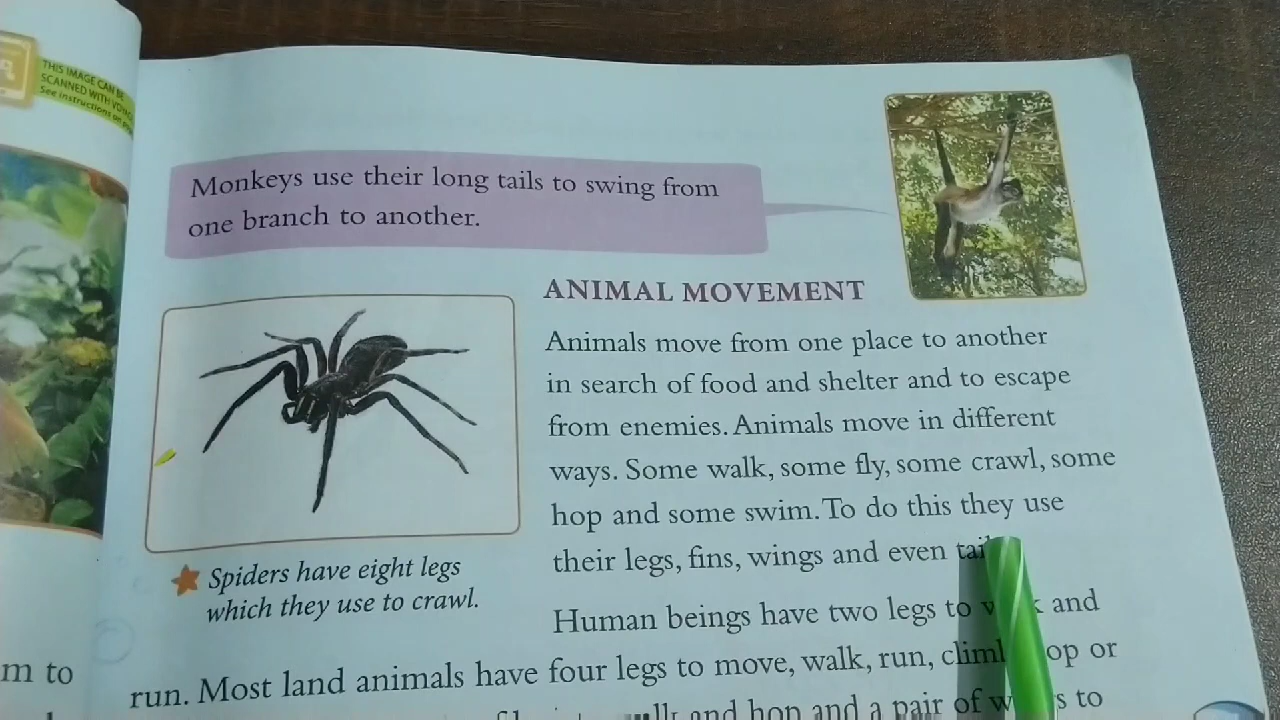 THIS IMAGE CAN BE
SCANNED WITH
See instructions on
Monkeys use their long tails to swing from
one branch to another.
ANIMAL MOVEMENT
Animals move from one place to another
in search of food and shelter and to escape
from enemies. Animals move in different
ways. Some walk, some fly, some crawl, some
hop and some swim. To do this they use
their legs, fins, wings and even
Spiders have eight legs
which they use to crawl.
Human beings have two legs to and
m to
run. Most land animals have four legs to move, walk, run, or
and hop and a pair of to